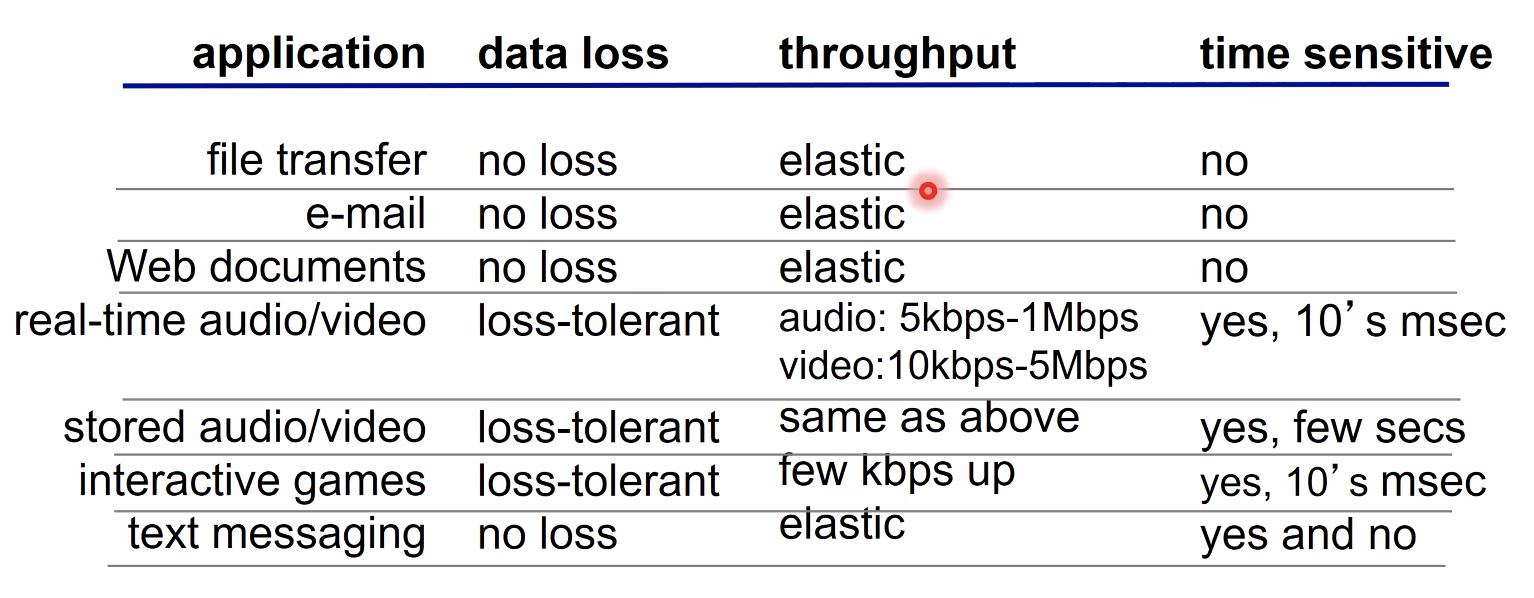 application data loss throughput time sensitive
file transfer no loss elastic no
e-mail no loss elastic no
Web documents no loss elastic no
real-time audio/video loss-tolerant audio: 5kbps-1Mbps yes, 10’s msec
video:10kbps-5Mbps
stored audio/video loss-tolerant same as above yes, few secs
interactive games loss-tolerant few kbps up yes, 10’s msec
text messaging no loss elastic yes and no